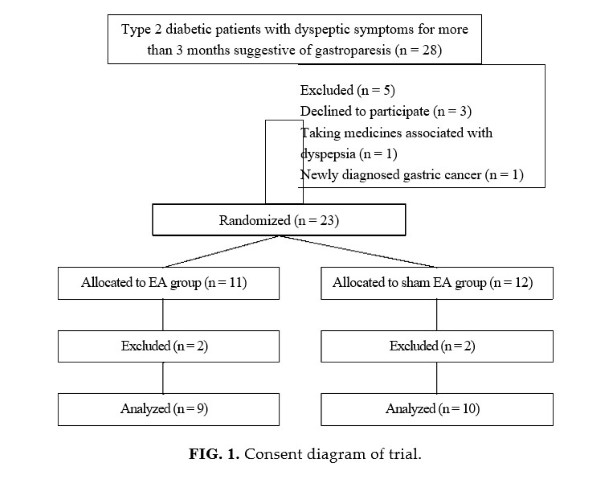 Type 2 diabetic patients with dyspeptic symptoms for more
than 3 months suggestive of gastroparesis (n = 28)
Excluded (n = 5)
Declined to participate (n = 3)
Taking medicines associated with
dyspepsia (n = 1)
Newly diagnosed gastric cancer (n = 1)
Randomized (n = 23)
Allocated to EA group (n = 11)
Allocated to sham EA group (n = 12)
Excluded (n = 2)
Excluded (n = 2)
Analyzed (n = 9)
Analyzed (n = 10)
FIG. 1. Consent diagram of trial.